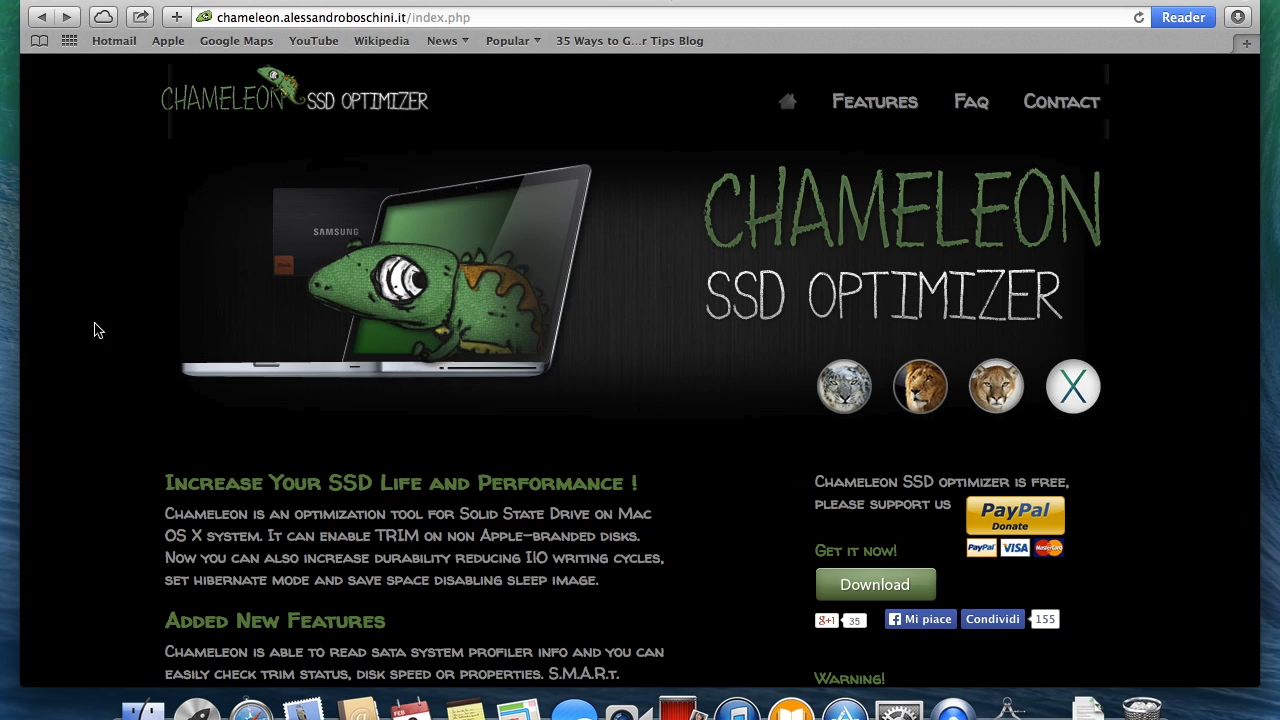 chameleon.alessandroboschini.it/index.php
Reader
Hotmail Apple Google Maps YouTube Wikipedia News Popular 35 Ways to G...r Tips Blog
CHAMELEON SSD OPTIMIZER
Features Faq Contact
SAMSUNG
CHAMELEON
SSD OPTIMIZER
X
Increase Your SSD Life and Performance !
Chameleon is an optimization tool for Solid State Drive on Mac
OS X system. It can enable TRIM on non Apple-branded disks.
Now you can also increase durability reducing I1O writing cycles,
set hibernate mode and save space disabling sleep image.
Added New Features
Chameleon is able to read sata system profiler info and you can
easily check trim status, disk speed or properties. S.M.A.R.t.
Chameleon SSD optimizer is free,
please support us
PayPal
Donate
PayPal VISA MasterCard
Get it now!
Download
g+1 35 Mi piace Condividi 155
Warning!
FEB